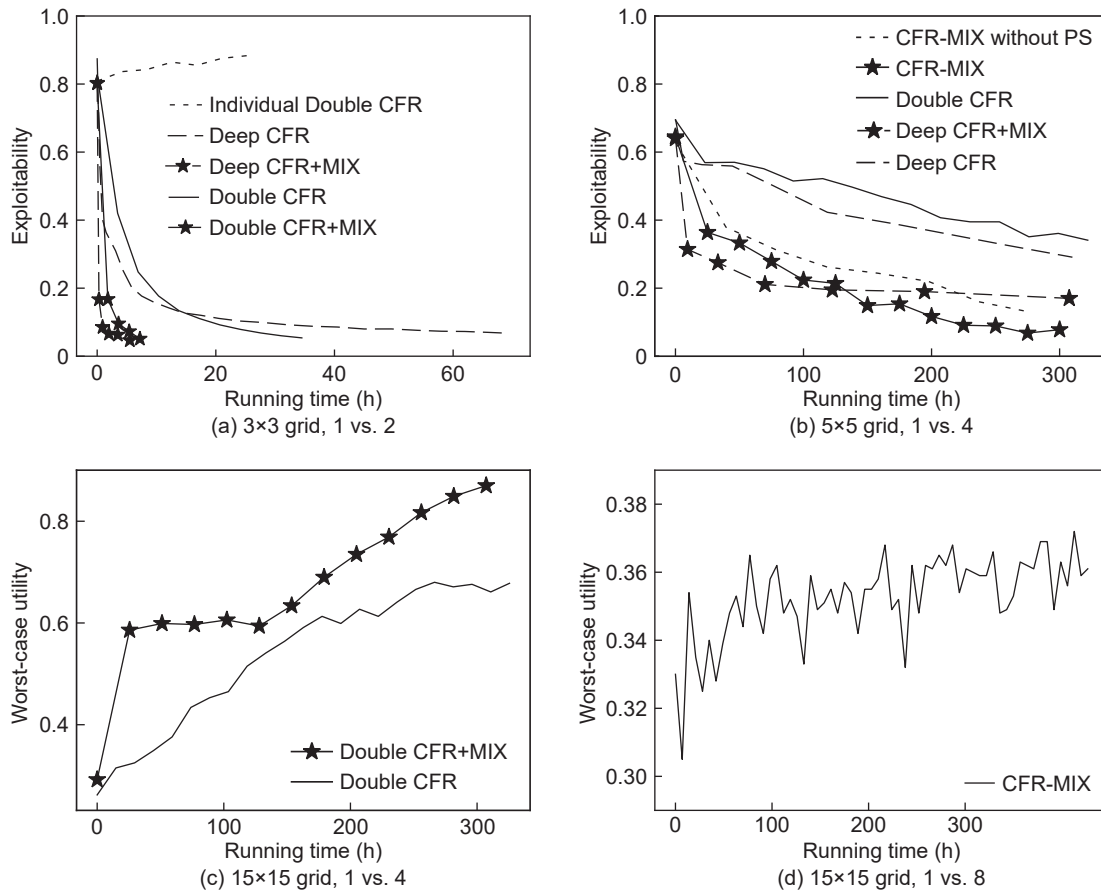 1.0
0.8
0.6
0.4
0.2
0
Exploitability
Individual Double CFR
Deep CFR
Deep CFR+MIX
Double CFR
Double CFR+MIX
0 20 40 60
Running time (h)
(a) 3×3 grid, 1 vs. 2
1.0
0.8
0.6
0.4
0.2
0
Exploitability
CFR-MIX without PS
CFR-MIX
Double CFR
Deep CFR+MIX
Deep CFR
0 100 200 300
Running time (h)
(b) 5×5 grid, 1 vs. 4
0.8
0.6
0.4
Worst-case utility
Double CFR+MIX
Double CFR
0 100 200 300
Running time (h)
(c) 15×15 grid, 1 vs. 4
0.38
0.36
0.34
0.32
0.30
Worst-case utility
CFR-MIX
0 100 200 300
Running time (h)
(d) 15×15 grid, 1 vs. 8